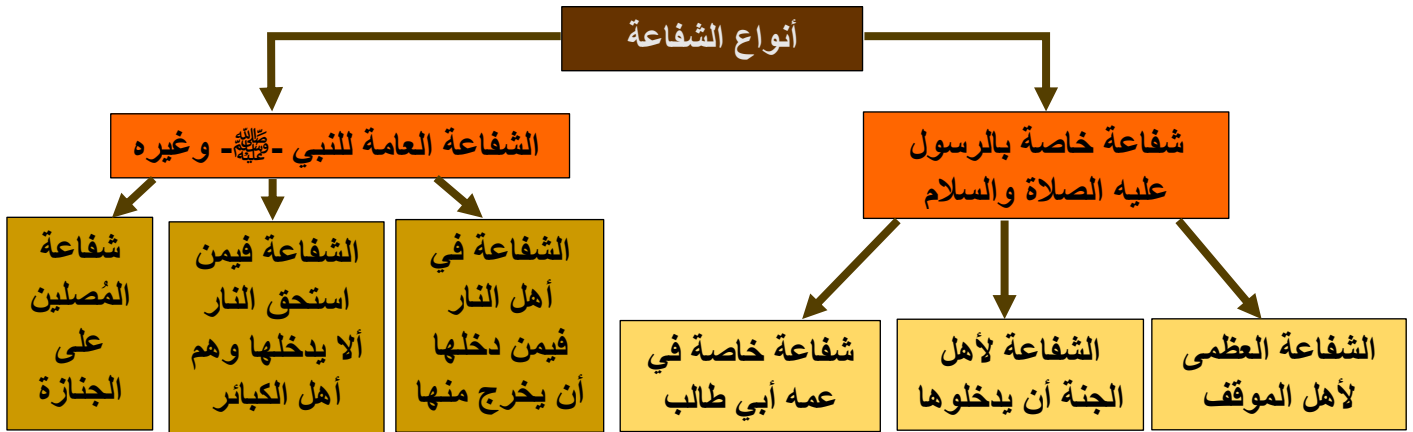 أنواع الشفاعة
شفاعة خاصة بالرسول
عليه الصلاة والسلام
الشفاعة العظمى
لأهل الموقف
الشفاعة لأهل
الجنة أن يدخلوها
شفاعة خاصة في
عمه أبي طالب
الشفاعة العامة للنبي -ﷺ- وغيره
الشفاعة في
أهل النار
فيمن دخلها
أن يخرج منها
الشفاعة فيمن
استحق النار
ألا يدخلها وهم
أهل الكبائر
شفاعة
المُصلين
على
الجنازة